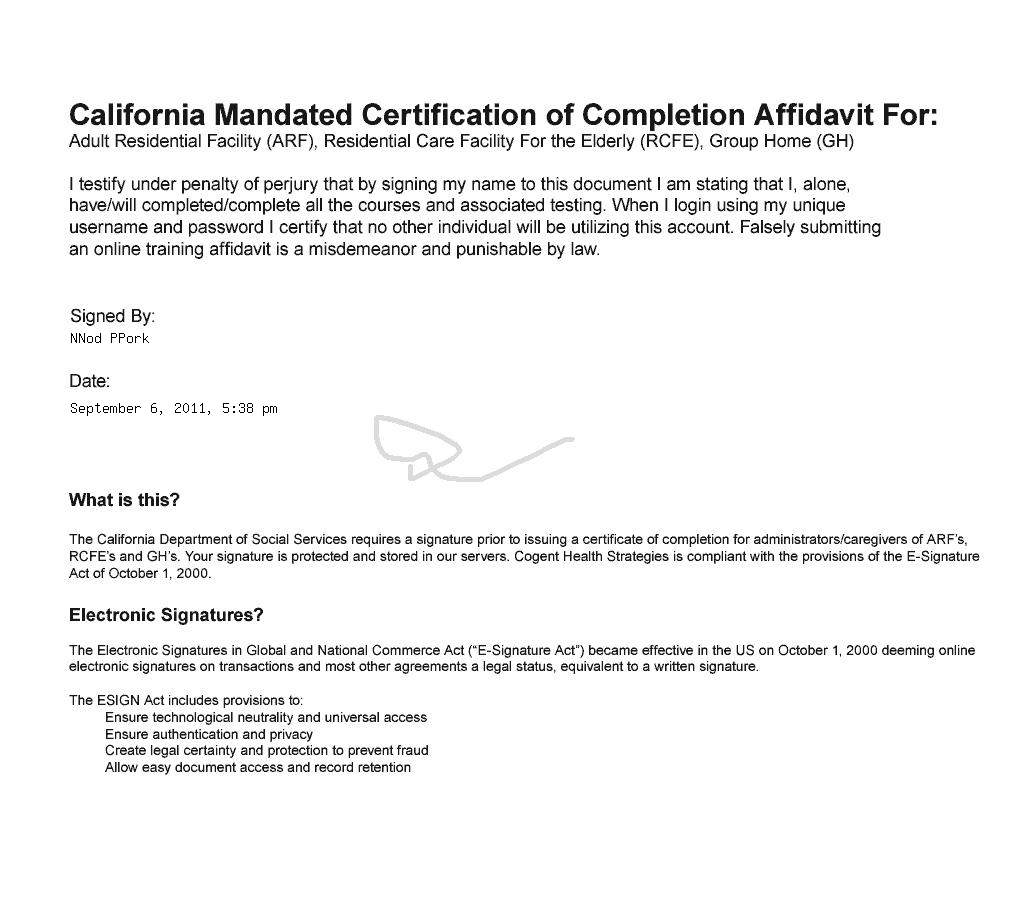 California Mandated Certification of Completion Affidavit For:
Adult Residential Facility (ARF), Residential Care Facility For the Elderly (RCFE), Group Home (GH)
I testify under penalty of perjury that by signing my name to this document I am stating that I, alone,
have/will completed/complete all the courses and associated testing. When I login using my unique
username and password I certify that no other individual will be utilizing this account. Falsely submitting
an online training affidavit is a misdemeanor and punishable by law.
Signed By:
NNod PPork
Date:
September 6, 2011, 5:38 pm
What is this?
The California Department of Social Services requires a signature prior to issuing a certificate of completion for administrators/caregivers of ARF's,
RCFE's and GH's. Your signature is protected and stored in our servers. Cogent Health Strategies is compliant with the provisions of the E-Signature
Act of October 1, 2000.
Electronic Signatures?
The Electronic Signatures in Global and National Commerce Act (“E-Signature Act”) became effective in the US on October 1, 2000 deeming online
electronic signatures on transactions and most other agreements a legal status, equivalent to a written signature.
The ESIGN Act includes provisions to:
Ensure technological neutrality and universal access
Ensure authentication and privacy
Create legal certainty and protection to prevent fraud
Allow easy document access and record retention